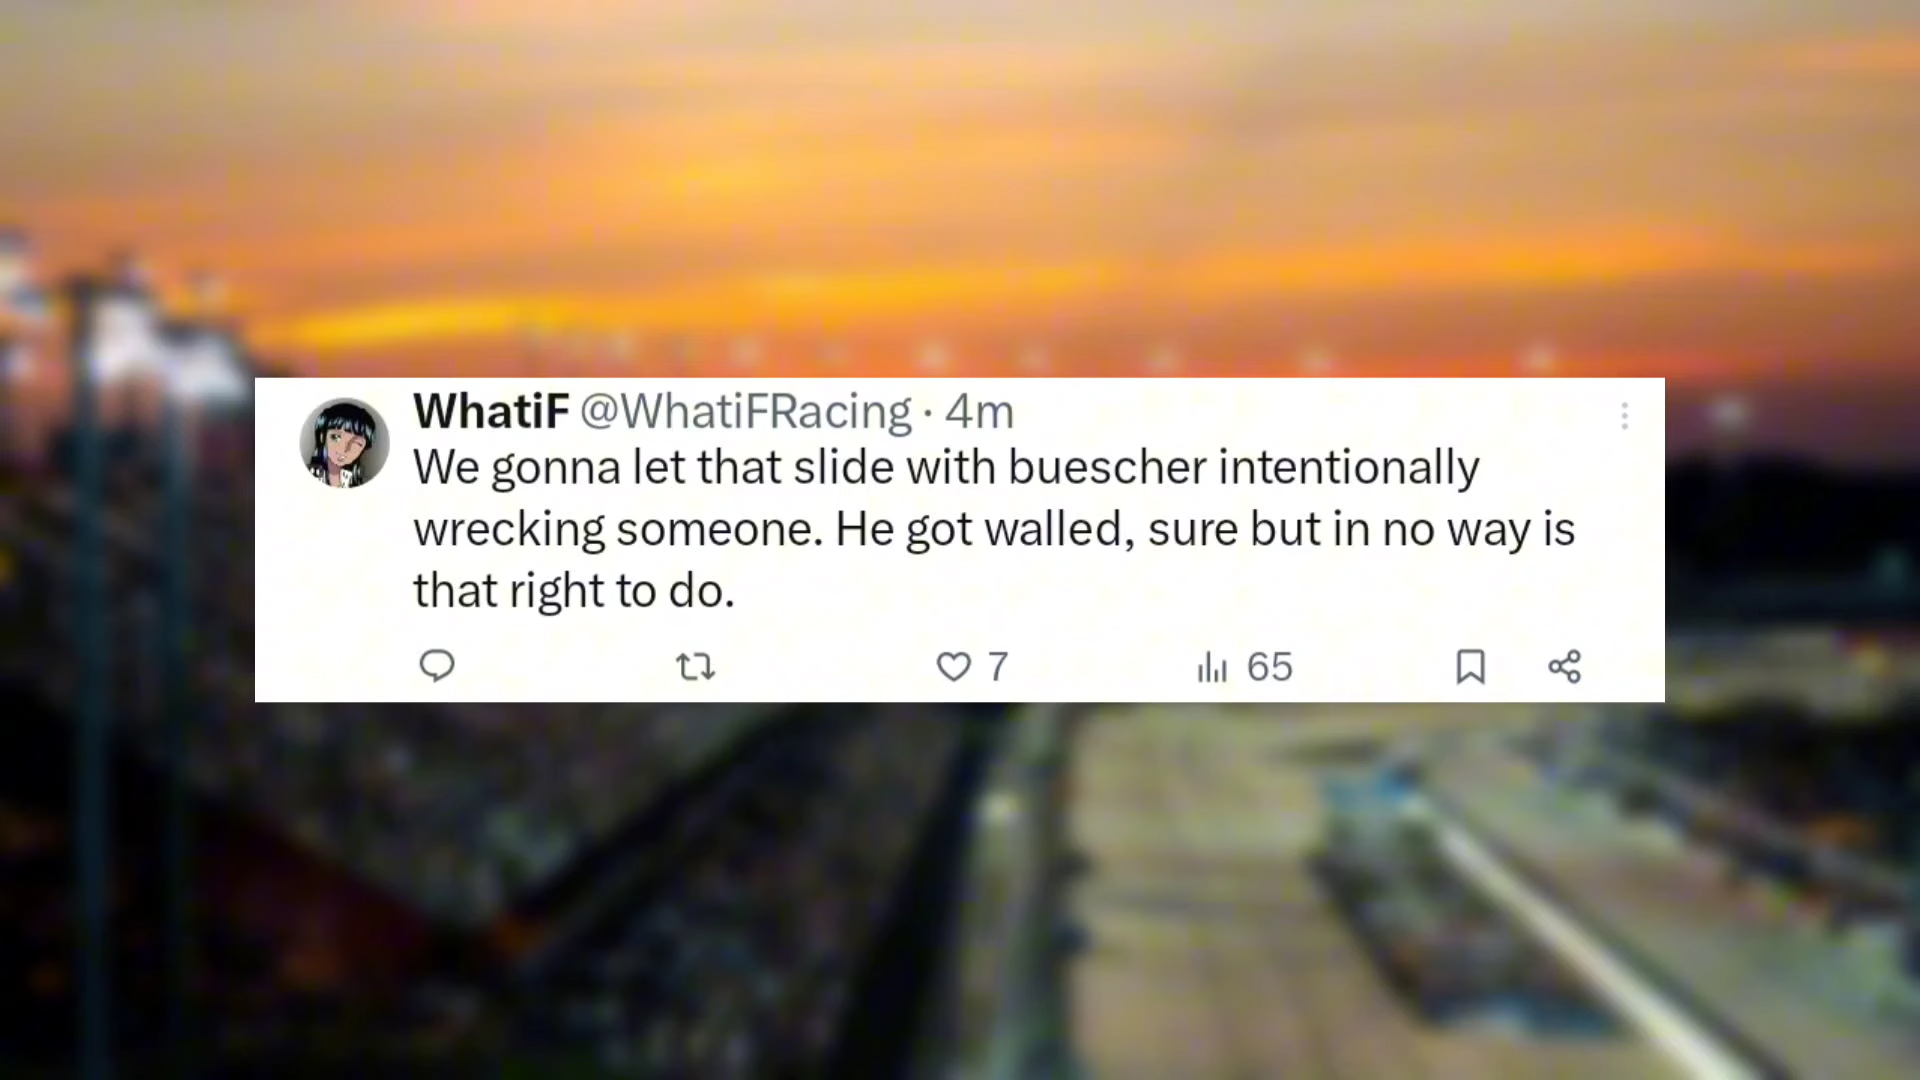 WhatiF @WhatiFRacing · 4m
We gonna let that slide with buescher intentionally
wrecking someone. He got walled, sure but in no way is
that right to do.
7 65